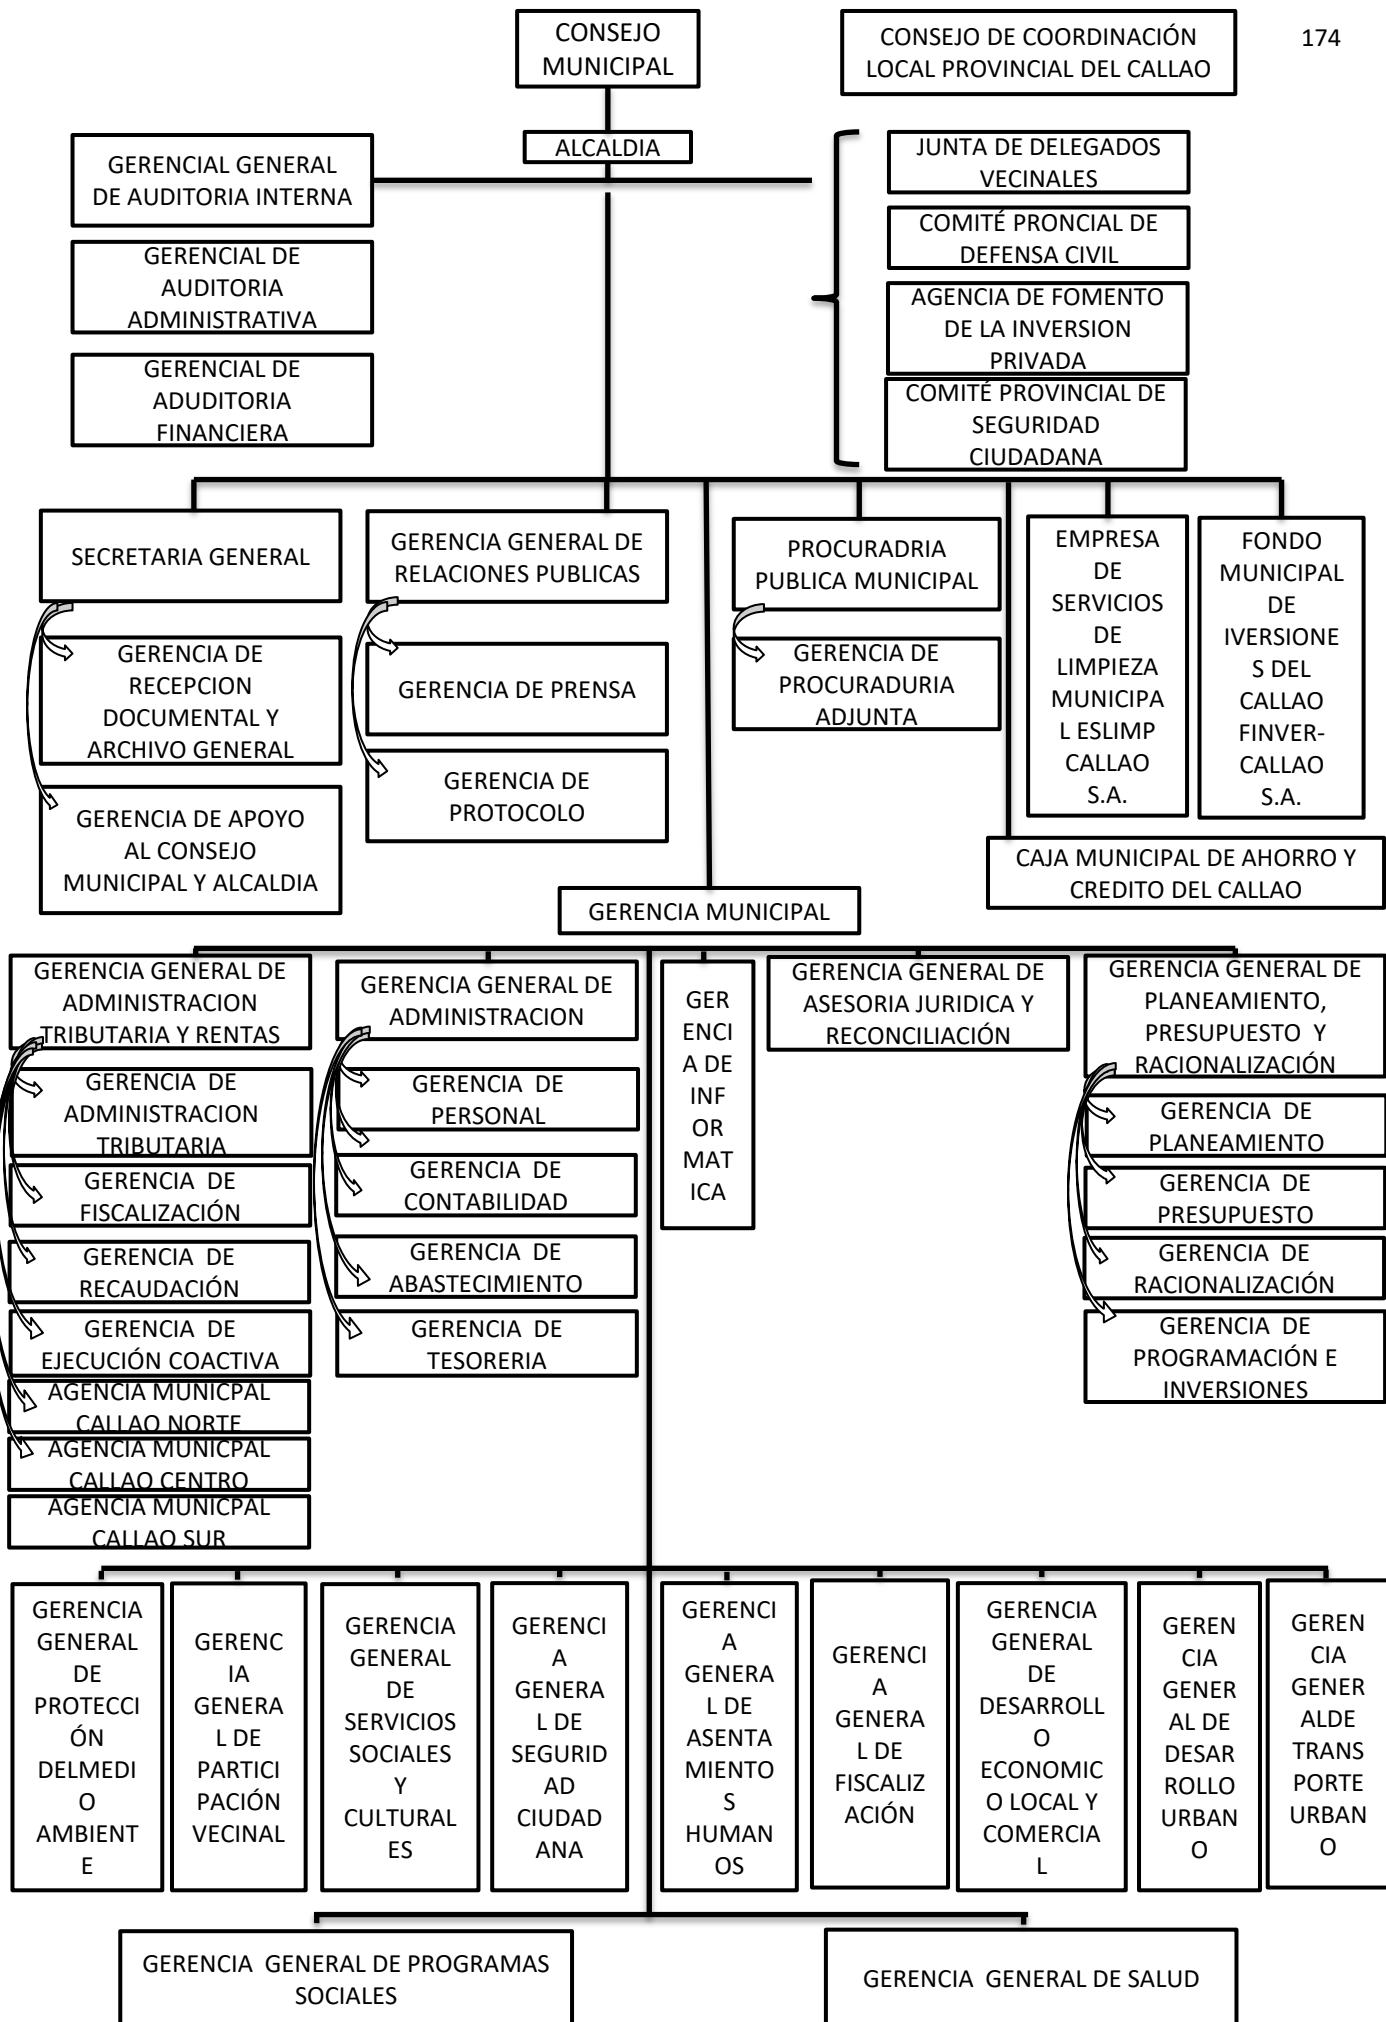 CONSEJO
MUNICIPAL
CONSEJO DE COORDINACIÓN
LOCAL PROVINCIAL DEL CALLAO
174
ALCALDIA
GERENCIAL GENERAL
DE AUDITORIA INTERNA
GERENCIAL DE
AUDITORIA
ADMINISTRATIVA
GERENCIAL DE
ADUDITORIA
FINANCIERA
JUNTA DE DELEGADOS
VECINALES
COMITÉ PRONCIAL DE
DEFENSA CIVIL
AGENCIA DE FOMENTO
DE LA INVERSION
PRIVADA
COMITÉ PROVINCIAL DE
SEGURIDAD
CIUDADANA
SECRETARIA GENERAL
GERENCIA DE
RECEPCION
DOCUMENTAL Y
ARCHIVO GENERAL
GERENCIA DE APOYO
AL CONSEJO
MUNICIPAL Y ALCALDIA
GERENCIA GENERAL DE
RELACIONES PUBLICAS
GERENCIA DE PRENSA
GERENCIA DE
PROTOCOLO
PROCURADRIA
PUBLICA MUNICIPAL
GERENCIA DE
PROCURADURIA
ADJUNTA
EMPRESA
DE
SERVICIOS
DE
LIMPIEZA
MUNICIPA
L ESLIMP
CALLAO
S.A.
FONDO
MUNICIPAL
DE
IVERSIONE
S DEL
CALLAO
FINVER-
CALLAO
S.A.
CAJA MUNICIPAL DE AHORRO Y
CREDITO DEL CALLAO
GERENCIA MUNICIPAL
GERENCIA GENERAL DE
ADMINISTRACION
TRIBUTARIA Y RENTAS
GERENCIA  DE
ADMINISTRACION
TRIBUTARIA
GERENCIA  DE
FISCALIZACIÓN
GERENCIA  DE
RECAUDACIÓN
GERENCIA  DE
EJECUCIÓN COACTIVA
AGENCIA MUNICPAL
CALLAO NORTE
AGENCIA MUNICPAL
CALLAO CENTRO
AGENCIA MUNICPAL
CALLAO SUR
GERENCIA GENERAL DE
ADMINISTRACION
GERENCIA  DE
PERSONAL
GERENCIA  DE
CONTABILIDAD
GERENCIA  DE
ABASTECIMIENTO
GERENCIA  DE
TESORERIA
GER
ENCI
A DE
INF
OR
MAT
ICA
GERENCIA GENERAL DE
ASESORIA JURIDICA Y
RECONCILIACIÓN
GERENCIA GENERAL DE
PLANEAMIENTO,
PRESUPUESTO  Y
RACIONALIZACIÓN
GERENCIA  DE
PLANEAMIENTO
GERENCIA  DE
PRESUPUESTO
GERENCIA  DE
RACIONALIZACIÓN
GERENCIA  DE
PROGRAMACIÓN E
INVERSIONES
GERENCIA
GENERAL
DE
PROTECCI
ÓN
DELMEDI
O
AMBIENT
E
GERENC
IA
GENERA
L DE
PARTICI
PACIÓN
VECINAL
GERENCIA
GENERAL
DE
SERVICIOS
SOCIALES
Y
CULTURAL
ES
GERENCI
A
GENERA
L DE
SEGURID
AD
CIUDAD
ANA
GERENCI
A
GENERA
L DE
ASENTA
MIENTO
S
HUMAN
OS
GERENCI
A
GENERA
L DE
FISCALIZ
ACIÓN
GERENCIA
GENERAL
DE
DESARROLL
O
ECONOMIC
O LOCAL Y
COMERCIA
L
GEREN
CIA
GENER
AL DE
DESAR
ROLLO
URBAN
O
GEREN
CIA
GENER
ALDE
TRANS
PORTE
URBAN
O
GERENCIA  GENERAL DE PROGRAMAS
SOCIALES
GERENCIA  GENERAL DE SALUD